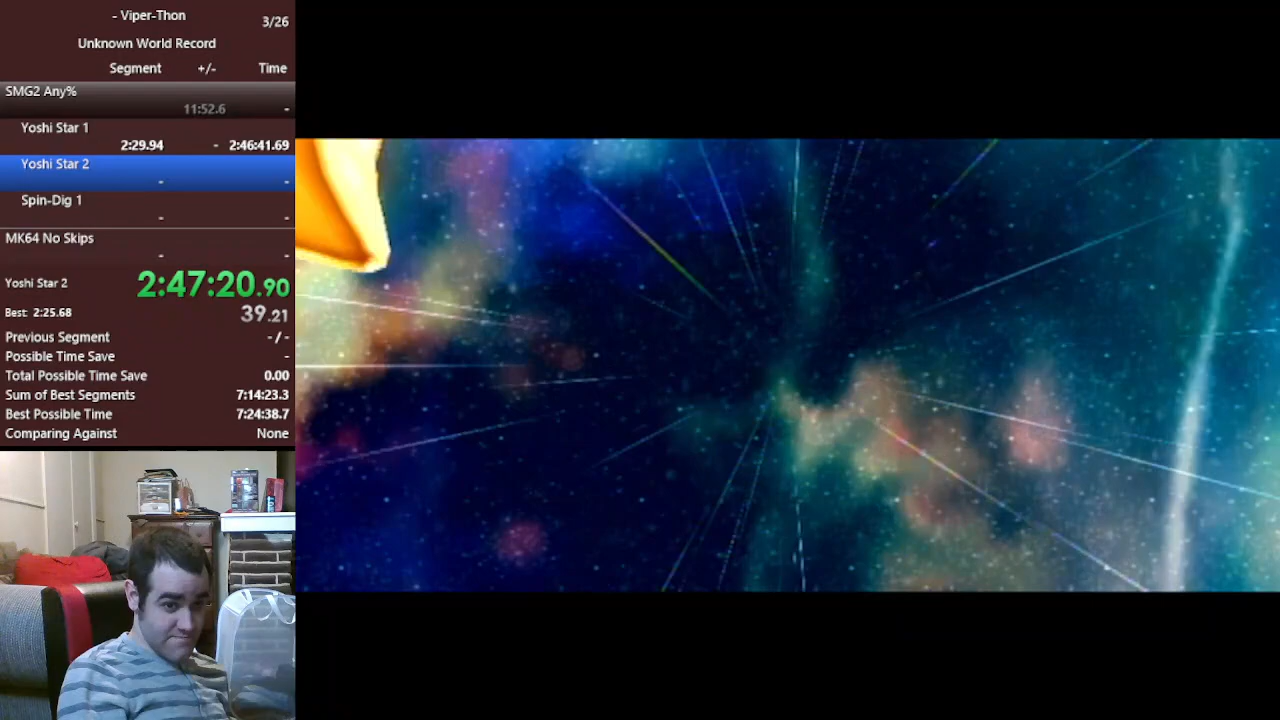 - Viper-Thon
3/26
Unknown World Record
Segment +/- Time
SMG2 Any%
11:52.6 -
Yoshi Star 1
2:29.94 - 2:46:41.69
Yoshi Star 2
- -
Spin-Dig 1
- -
MK64 No Skips
- -
Yoshi Star 2 2:47:20.90
Best: 2:25.68 39.21
Previous Segment - / -
Possible Time Save -
Total Possible Time Save 0.00
Sum of Best Segments 7:14:23.3
Best Possible Time 7:24:38.7
Comparing Against None